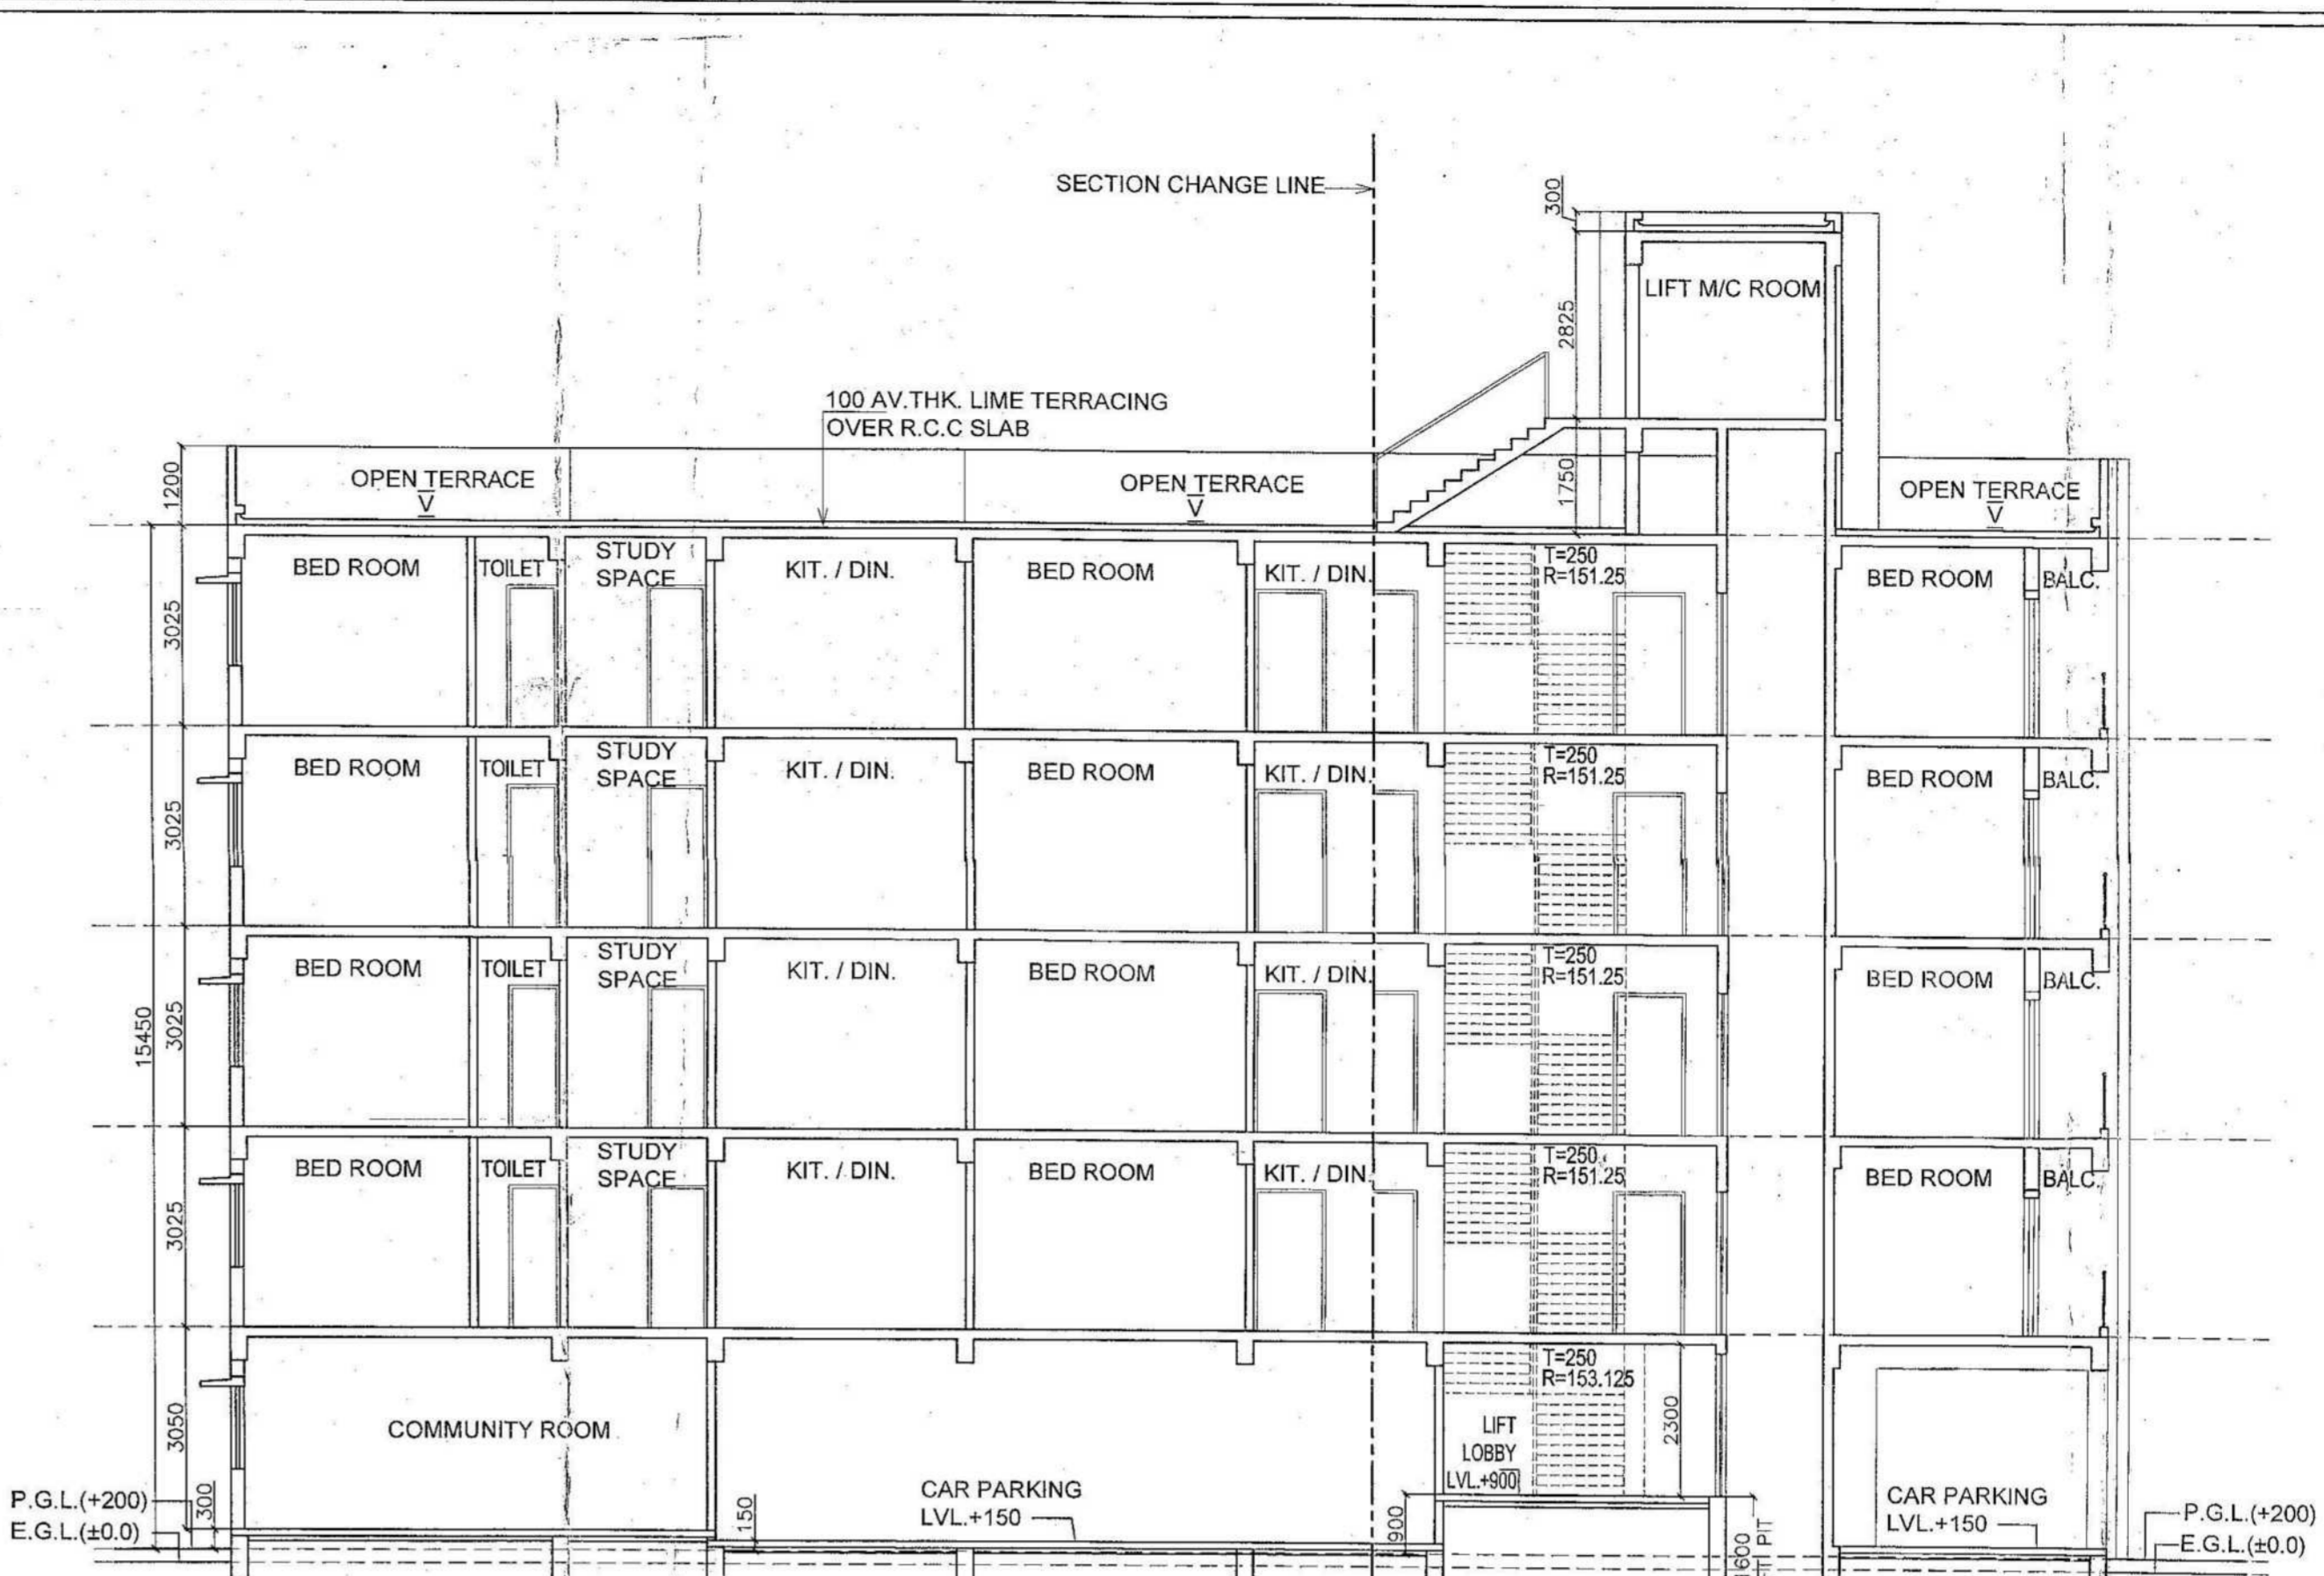 SECTION CHANGE LINE
300
LIFT M/C ROOM
2825
100 AV.THK. LIME TERRACING
OVER R.C.C SLAB
1200
OPEN TERRACE
V
OPEN TERRACE
V
1750
OPEN TERRACE
V
3025
BED ROOM
TOILET
STUDY
SPACE
KIT. / DIN.
BED ROOM
KIT. / DIN.
T=250
R=151.25
BED ROOM
BALC.
3025
BED ROOM
TOILET
STUDY
SPACE
KIT. / DIN.
BED ROOM
KIT. / DIN.
T=250
R=151.25
BED ROOM
BALC.
15450
3025
BED ROOM
TOILET
STUDY
SPACE
KIT. / DIN.
BED ROOM
KIT. / DIN.
T=250
R=151.25
BED ROOM
BALC.
3025
BED ROOM
TOILET
STUDY
SPACE
KIT. / DIN.
BED ROOM
KIT. / DIN.
T=250
R=151.25
BED ROOM
BALC.
3050
COMMUNITY ROOM
T=250
R=153.125
2300
LIFT
LOBBY
LVL.+900
P.G.L.(+200)
E.G.L.(±0.0)
300
150
CAR PARKING
LVL.+150
900
600
PIT
CAR PARKING
LVL.+150
P.G.L.(+200)
E.G.L.(±0.0)